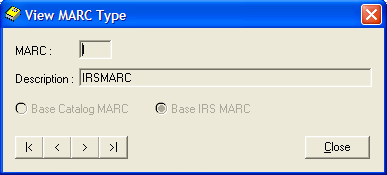 View MARC Type
MARC :
Description : IRSMARC
Base Catalog MARC Base IRS MARC
|< < > >| Close